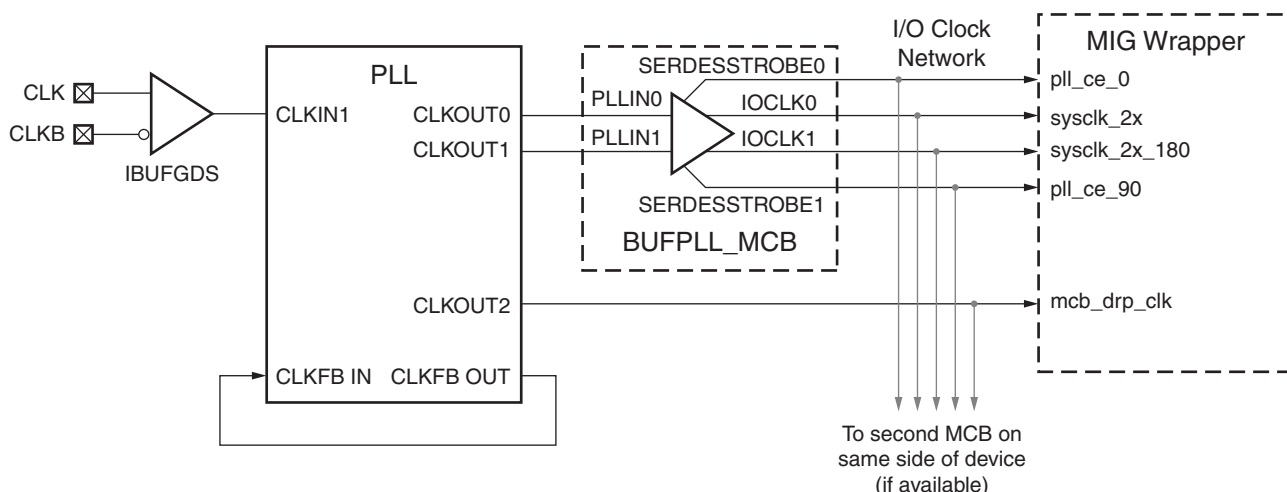 I/O Clock
Network
MIG Wrapper
PLL
SERDESSTROBE0
pll_ce_0
CLK
CLKB
IBUFGDS
CLKIN1
CLKOUT0
PLLIN0
IOCLK0
sysclk_2x
CLKOUT1
PLLIN1
IOCLK1
sysclk_2x_180
pll_ce_90
SERDESSTROBE1
BUFPLL_MCB
CLKOUT2
mcb_drp_clk
CLKFB IN
CLKFB OUT
To second MCB on
same side of device
(if available)